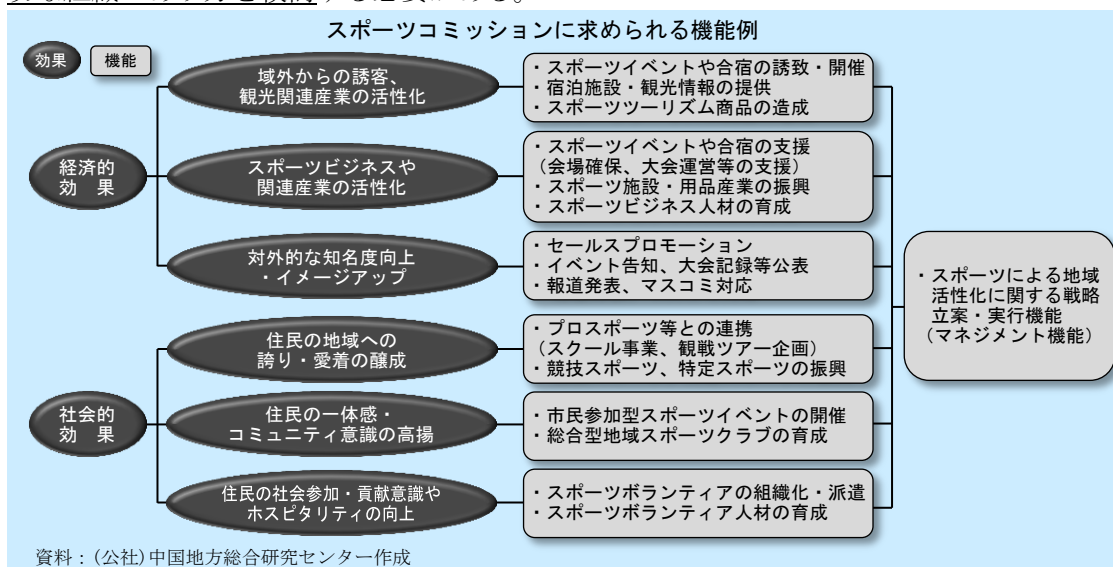 スポーツコミッションに求められる機能例
効果
機能
経済的
効　果
域外からの誘客、
観光関連産業の活性化
・スポーツイベントや合宿の誘致・開催
・宿泊施設・観光情報の提供
・スポーツツーリズム商品の造成
スポーツビジネスや
関連産業の活性化
・スポーツイベントや合宿の支援
（会場確保、大会運営等の支援）
・スポーツ施設・用品産業の振興
・スポーツビジネス人材の育成
対外的な知名度向上
・イメージアップ
・セールスプロモーション
・イベント告知、大会記録等公表
・報道発表、マスコミ対応
社会的
効　果
住民の地域への
誇り・愛着の醸成
・プロスポーツ等との連携
（スクール事業、観戦ツアー企画）
・競技スポーツ、特定スポーツの振興
住民の一体感・
コミュニティ意識の高揚
・市民参加型スポーツイベントの開催
・総合型地域スポーツクラブの育成
住民の社会参加・貢献意識や
ホスピタリティの向上
・スポーツボランティアの組織化・派遣
・スポーツボランティア人材の育成
・スポーツによる地域
活性化に関する戦略
立案・実行機能
（マネジメント機能）
資料：(公社)中国地方総合研究センター作成